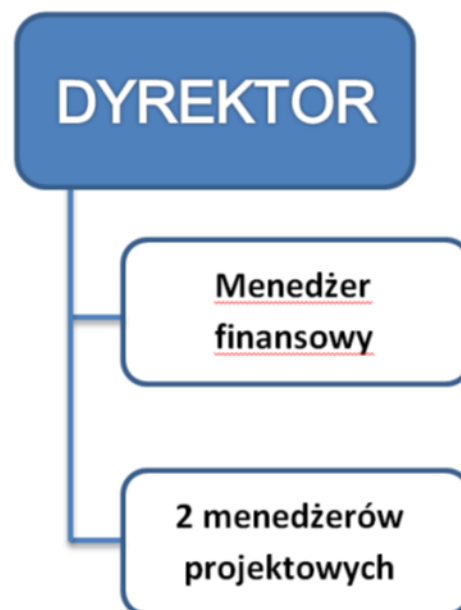 DYREKTOR
Menedżer
finansowy
2 menedżerów
projektowych